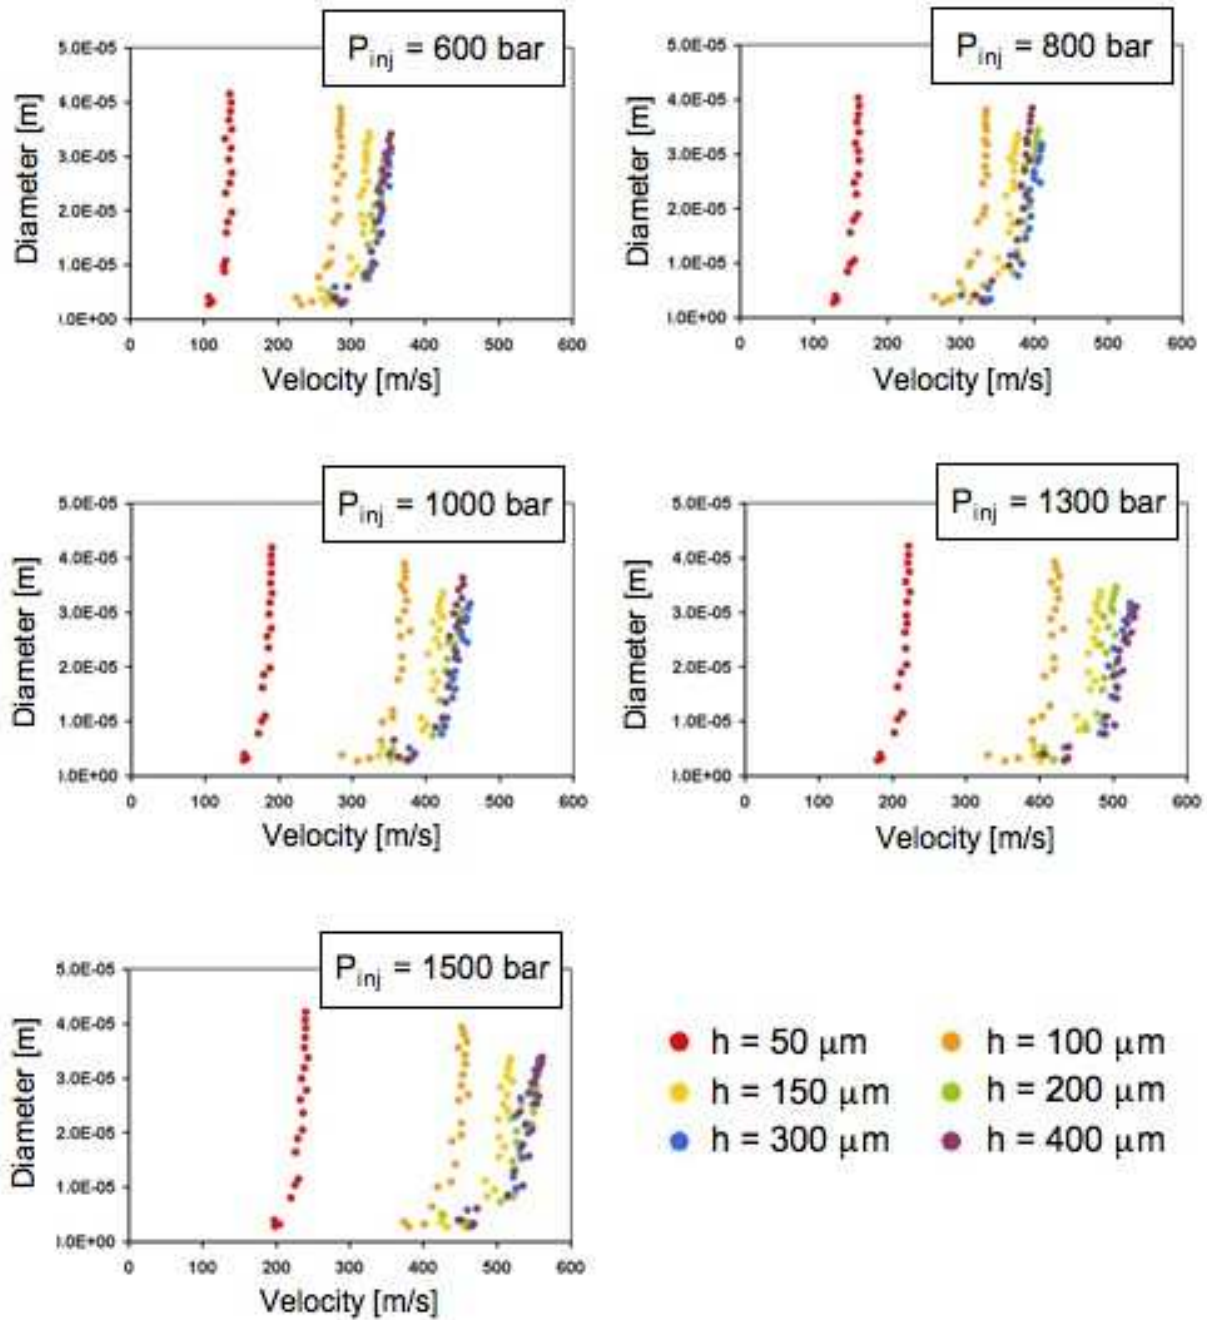 P_inj = 600 bar
5.0E-05
4.0E-05
3.0E-05
2.0E-05
1.0E-05
0.0E+00
Diameter [m]
0 100 200 300 400 500 600
Velocity [m/s]
P_inj = 800 bar
5.0E-05
4.0E-05
3.0E-05
2.0E-05
1.0E-05
0.0E+00
Diameter [m]
0 100 200 300 400 500 600
Velocity [m/s]
P_inj = 1000 bar
5.0E-05
4.0E-05
3.0E-05
2.0E-05
1.0E-05
0.0E+00
Diameter [m]
0 100 200 300 400 500 600
Velocity [m/s]
P_inj = 1300 bar
5.0E-05
4.0E-05
3.0E-05
2.0E-05
1.0E-05
0.0E+00
Diameter [m]
0 100 200 300 400 500 600
Velocity [m/s]
P_inj = 1500 bar
5.0E-05
4.0E-05
3.0E-05
2.0E-05
1.0E-05
0.0E+00
Diameter [m]
0 100 200 300 400 500 600
Velocity [m/s]
h = 50 μm h = 100 μm
h = 150 μm h = 200 μm
h = 300 μm h = 400 μm